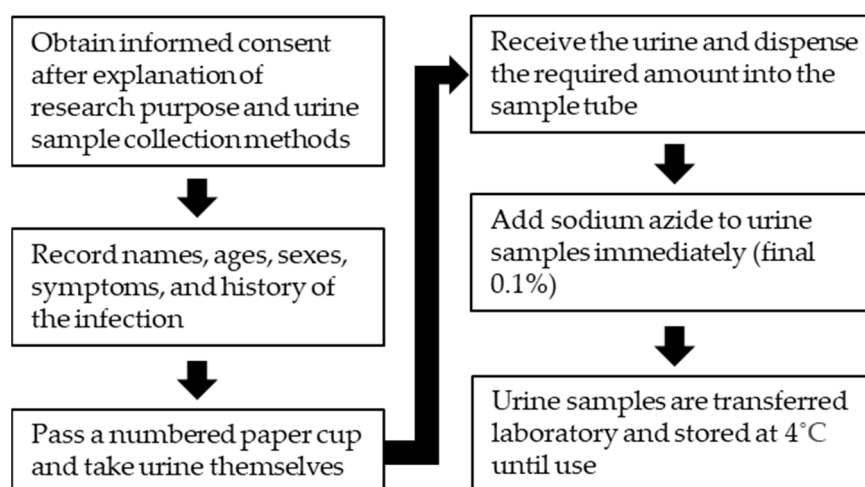 Obtain informed consent
after explanation of
research purpose and urine
sample collection methods
Record names, ages, sexes,
symptoms, and history of
the infection
Pass a numbered paper cup
and take urine themselves
Receive the urine and dispense
the required amount into the
sample tube
Add sodium azide to urine
samples immediately (final
0.1%)
Urine samples are transferred
laboratory and stored at 4˚C
until use